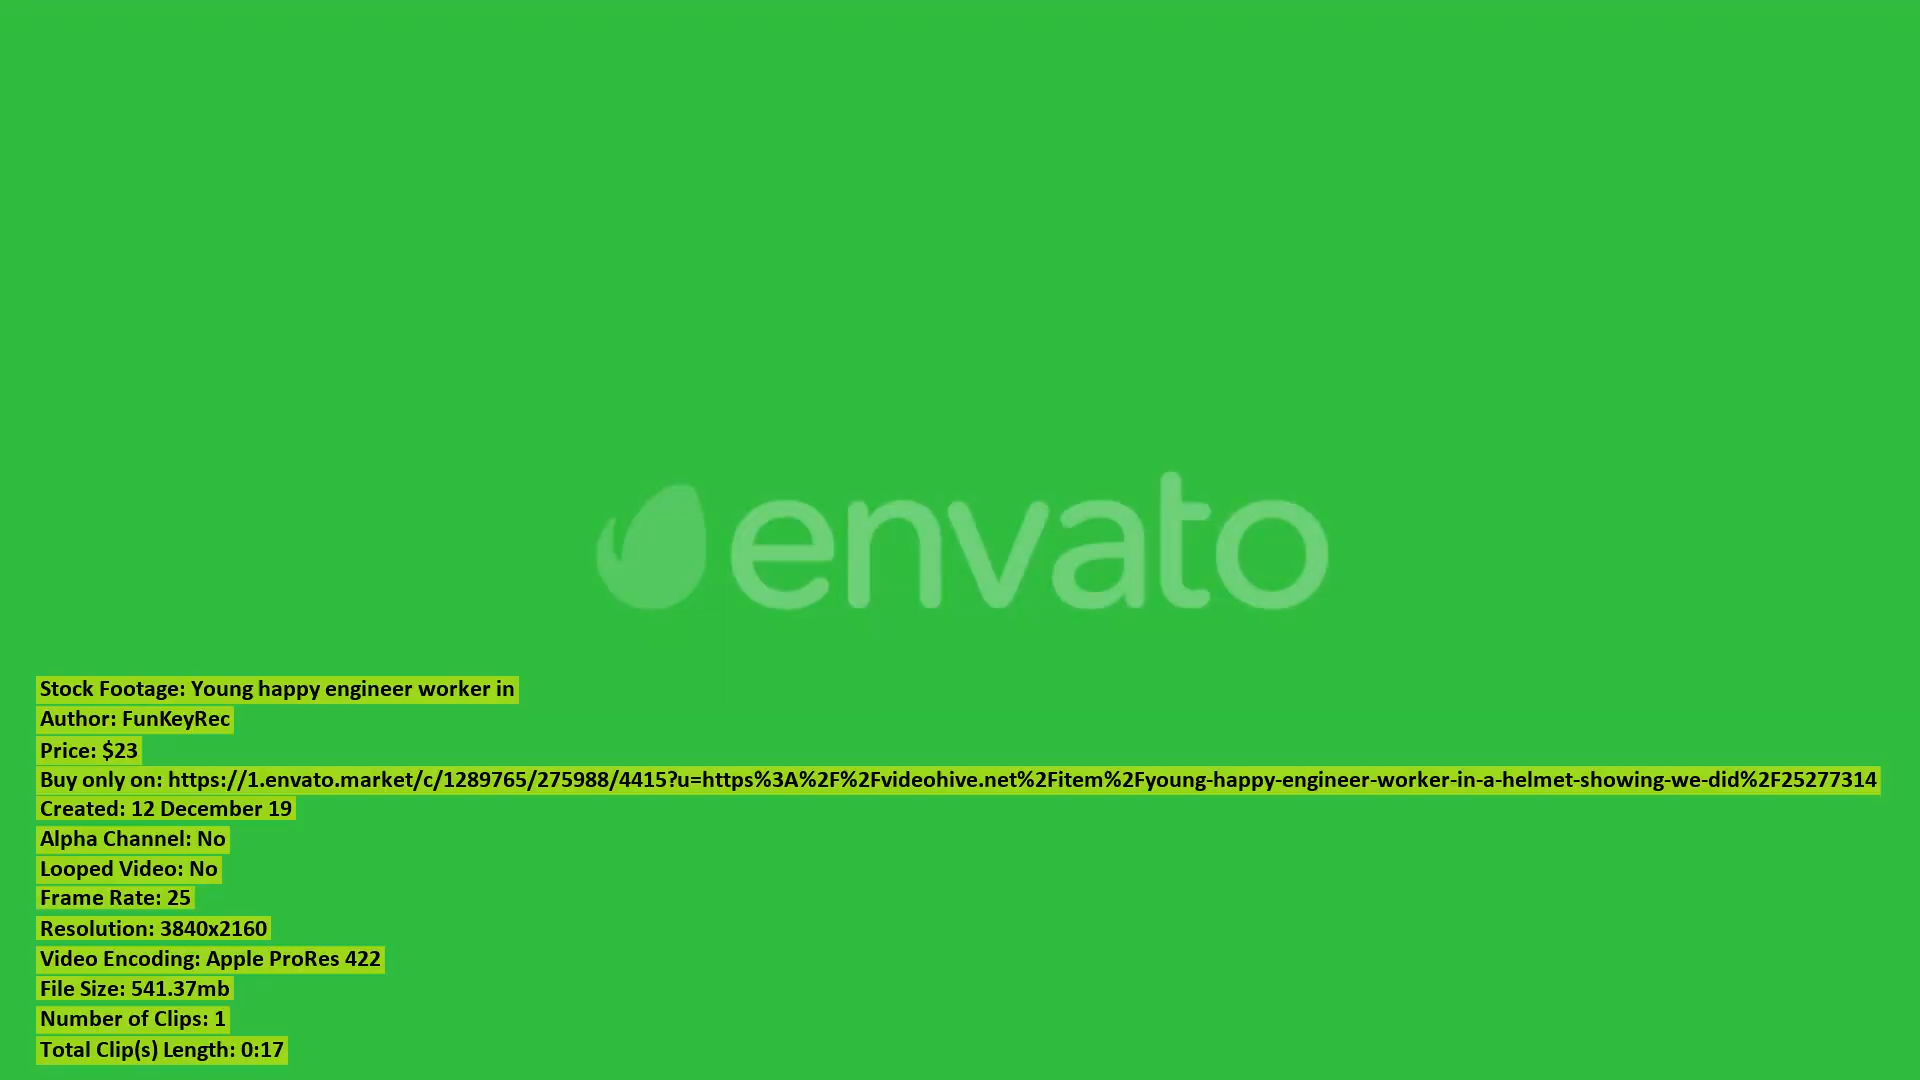 envato
Stock Footage: Young happy engineer worker in
Author: FunKeyRec
Price: $23
Buy only on: https://1.envato.market/c/1289765/275988/4415?u=https%3A%2F%2Fvideohive.net%2Fitem%2Fyoung-happy-engineer-worker-in-a-helmet-showing-we-did%2F25277314
Created: 12 December 19
Alpha Channel: No
Looped Video: No
Frame Rate: 25
Resolution: 3840x2160
Video Encoding: Apple ProRes 422
File Size: 541.37mb
Number of Clips: 1
Total Clip(s) Length: 0:17